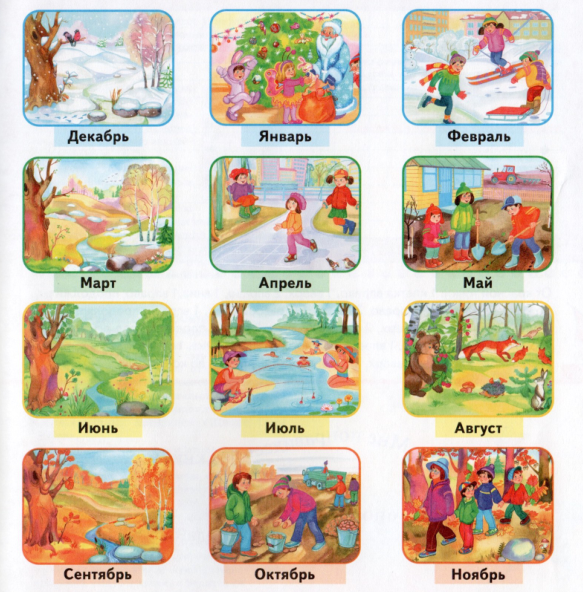 Декабрь
Январь
Февраль
Март
Апрель
Май
Июнь
Июль
Август
Сентябрь
Октябрь
Ноябрь